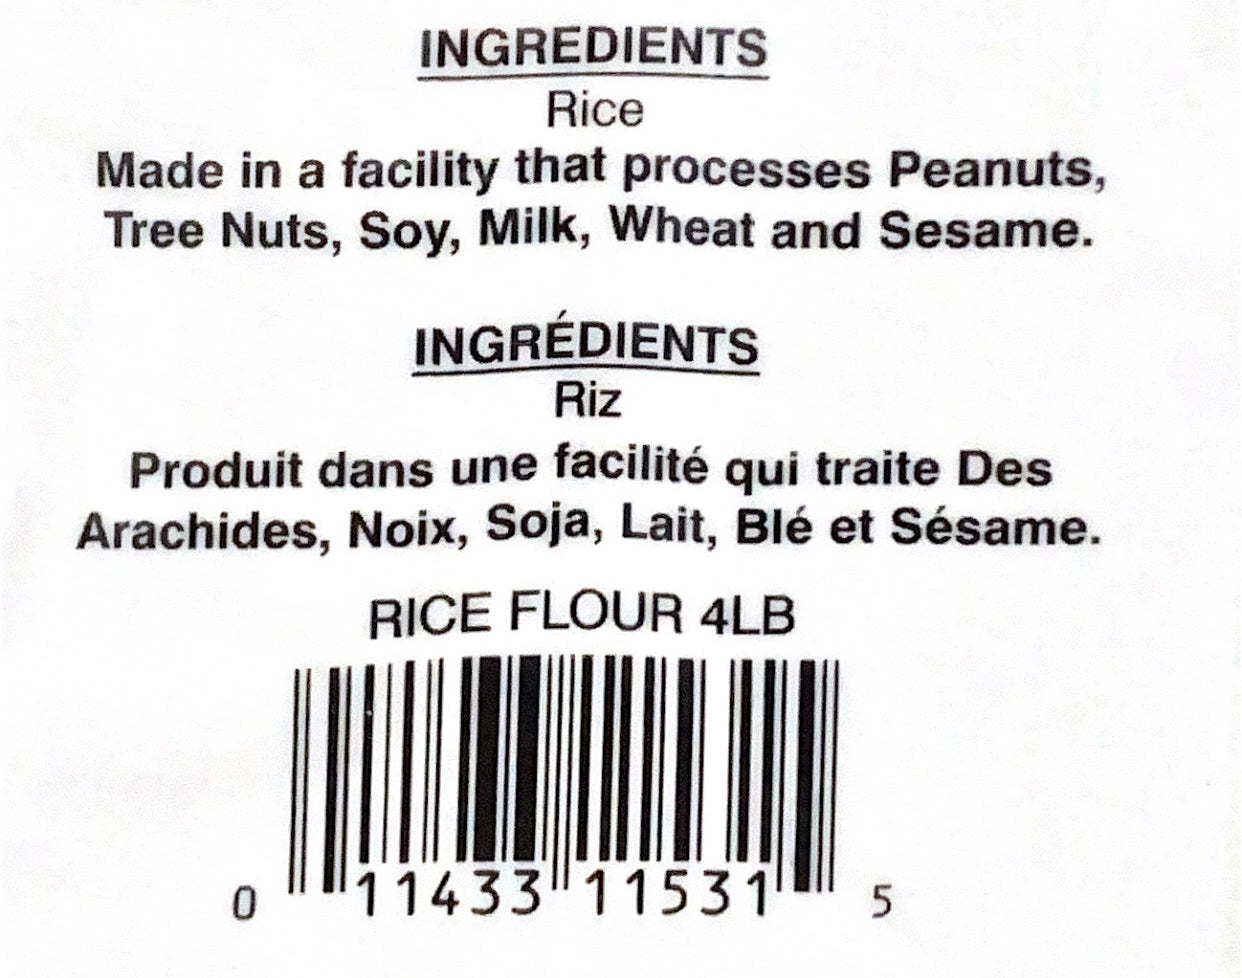 INGREDIENTS
Rice
Made in a facility that processes Peanuts,
Tree Nuts, Soy, Milk, Wheat and Sesame.
INGRÉDIENTS
Riz
Produit dans une facilité qui traite Des
Arachides, Noix, Soja, Lait, Blé et Sésame.
RICE FLOUR 4LB
0 11433 11531 5